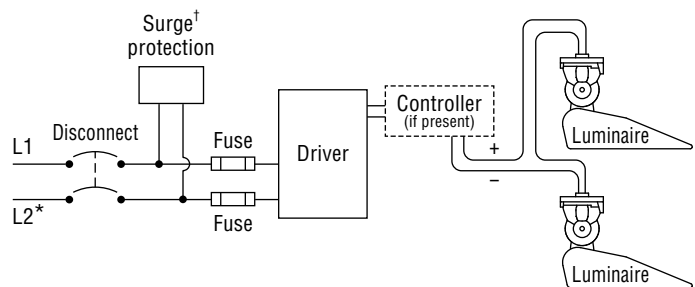 Surge†
protection
Disconnect
L1
L2*
Fuse
Fuse
Driver
Controller
(if present)
+
–
Luminaire
Luminaire